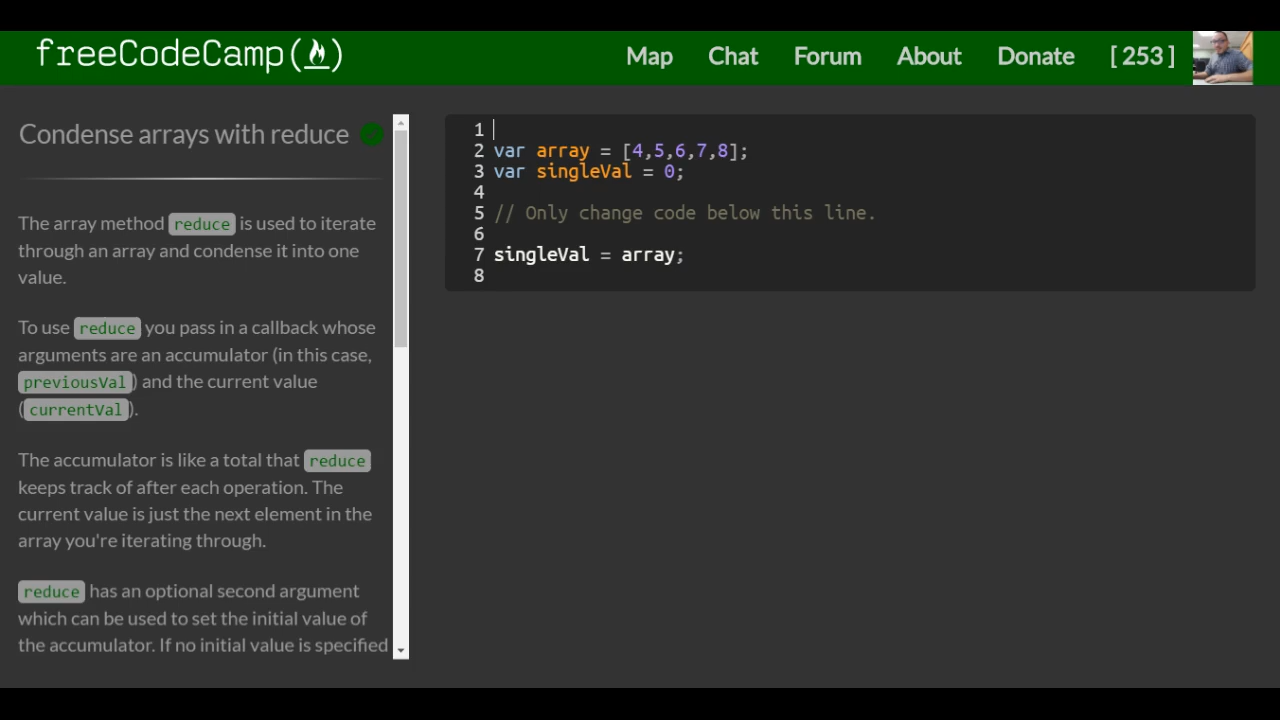 freeCodeCamp(🔥)
Map Chat Forum About Donate [ 253 ]
Condense arrays with reduce
The array method reduce is used to iterate
through an array and condense it into one
value.
To use reduce you pass in a callback whose
arguments are an accumulator (in this case,
previousVal) and the current value
(currentVal).
The accumulator is like a total that reduce
keeps track of after each operation. The
current value is just the next element in the
array you're iterating through.
reduce has an optional second argument
which can be used to set the initial value of
the accumulator. If no initial value is specified
1
2 var array = [4,5,6,7,8];
3 var singleVal = 0;
4
5 // Only change code below this line.
6
7 singleVal = array;
8